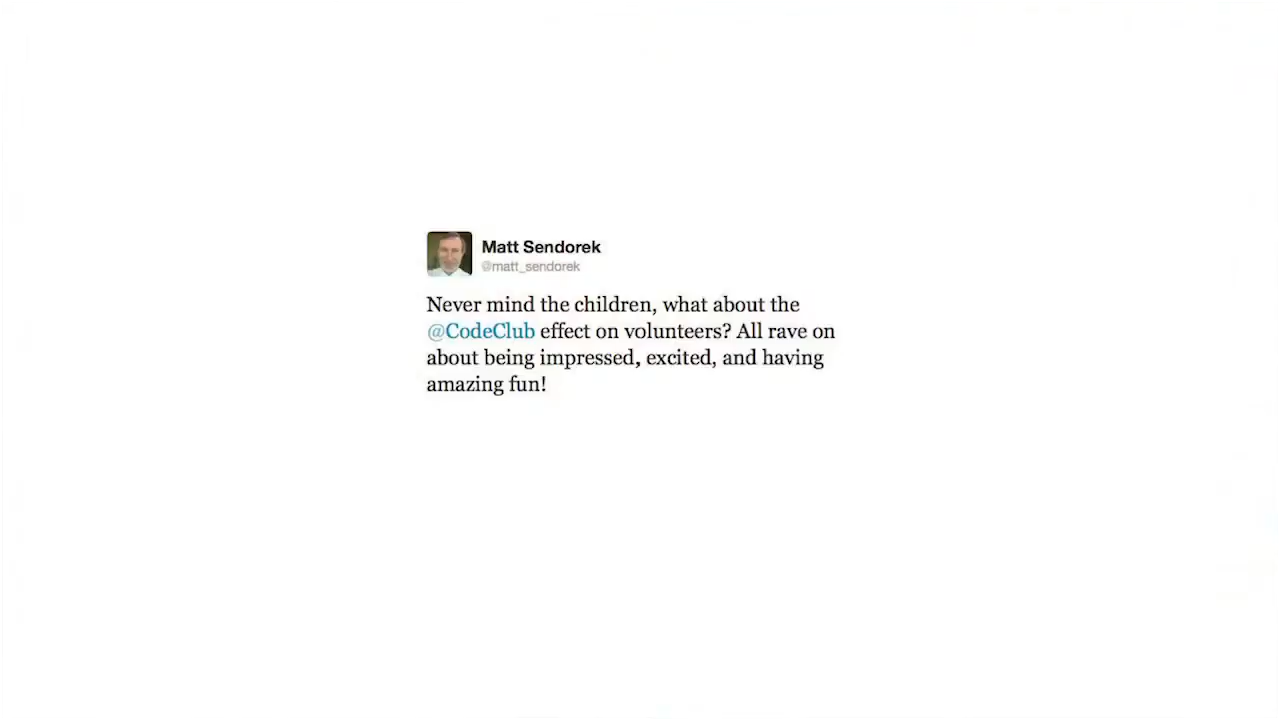 Matt Sendorek
@matt_sendorek
Never mind the children, what about the
@CodeClub effect on volunteers? All rave on
about being impressed, excited, and having
amazing fun!